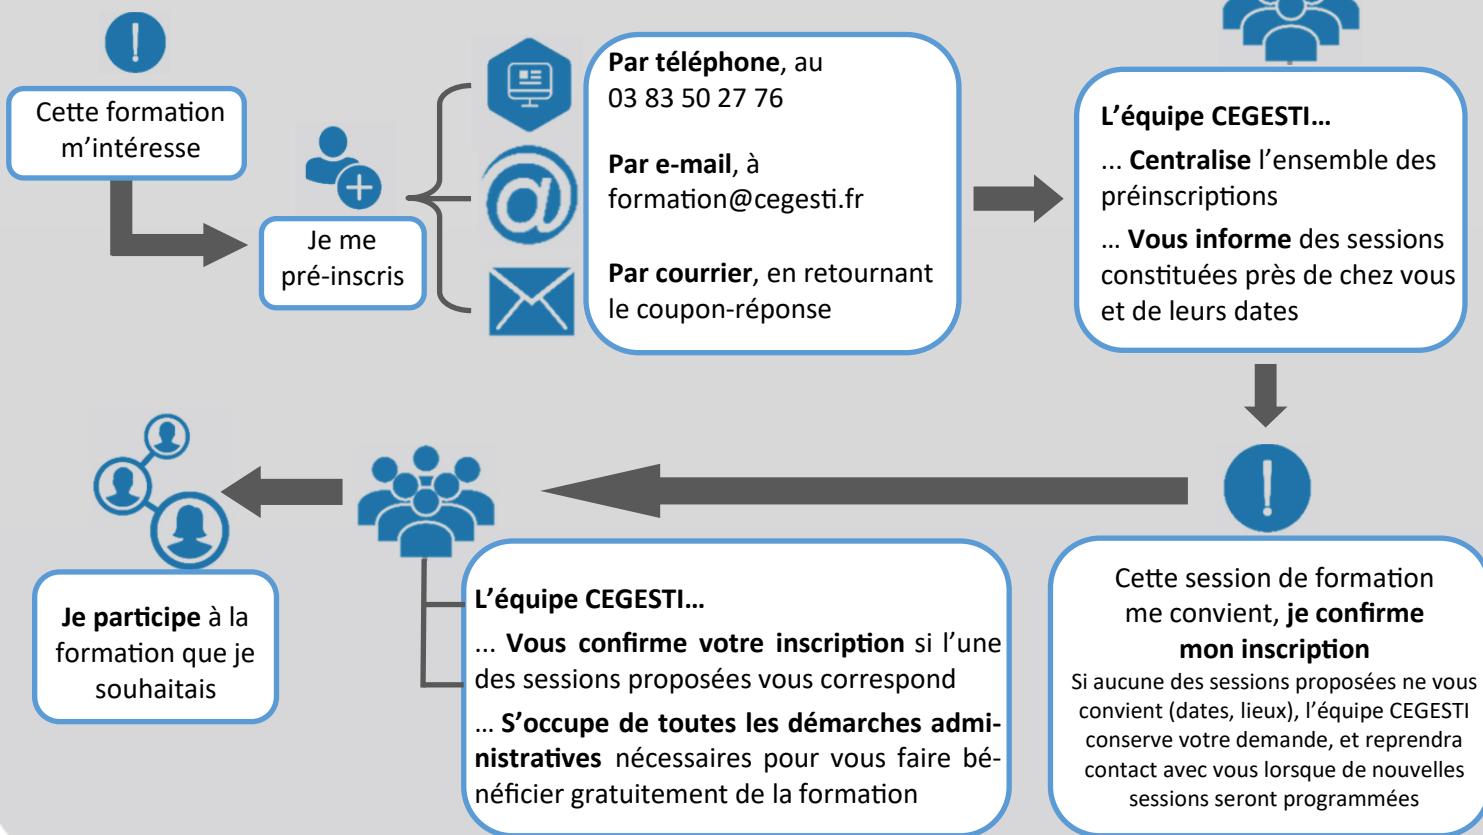 Cette formation
m’intéresse
Je me
pré-inscris
Par téléphone, au
03 83 50 27 76
Par e-mail, à
formation@cegesti.fr
Par courrier, en retournant
le coupon-réponse
L’équipe CEGESTI…
... Centralise l’ensemble des
préinscriptions
… Vous informe des sessions
constituées près de chez vous
et de leurs dates
Cette session de formation
me convient, je confirme
mon inscription
Si aucune des sessions proposées ne vous
convient (dates, lieux), l’équipe CEGESTI
conserve votre demande, et reprendra
contact avec vous lorsque de nouvelles
sessions seront programmées
L’équipe CEGESTI…
... Vous confirme votre inscription si l’une
des sessions proposées vous correspond
… S’occupe de toutes les démarches admi-
nistratives nécessaires pour vous faire bé-
néficier gratuitement de la formation
Je participe à la
formation que je
souhaitais